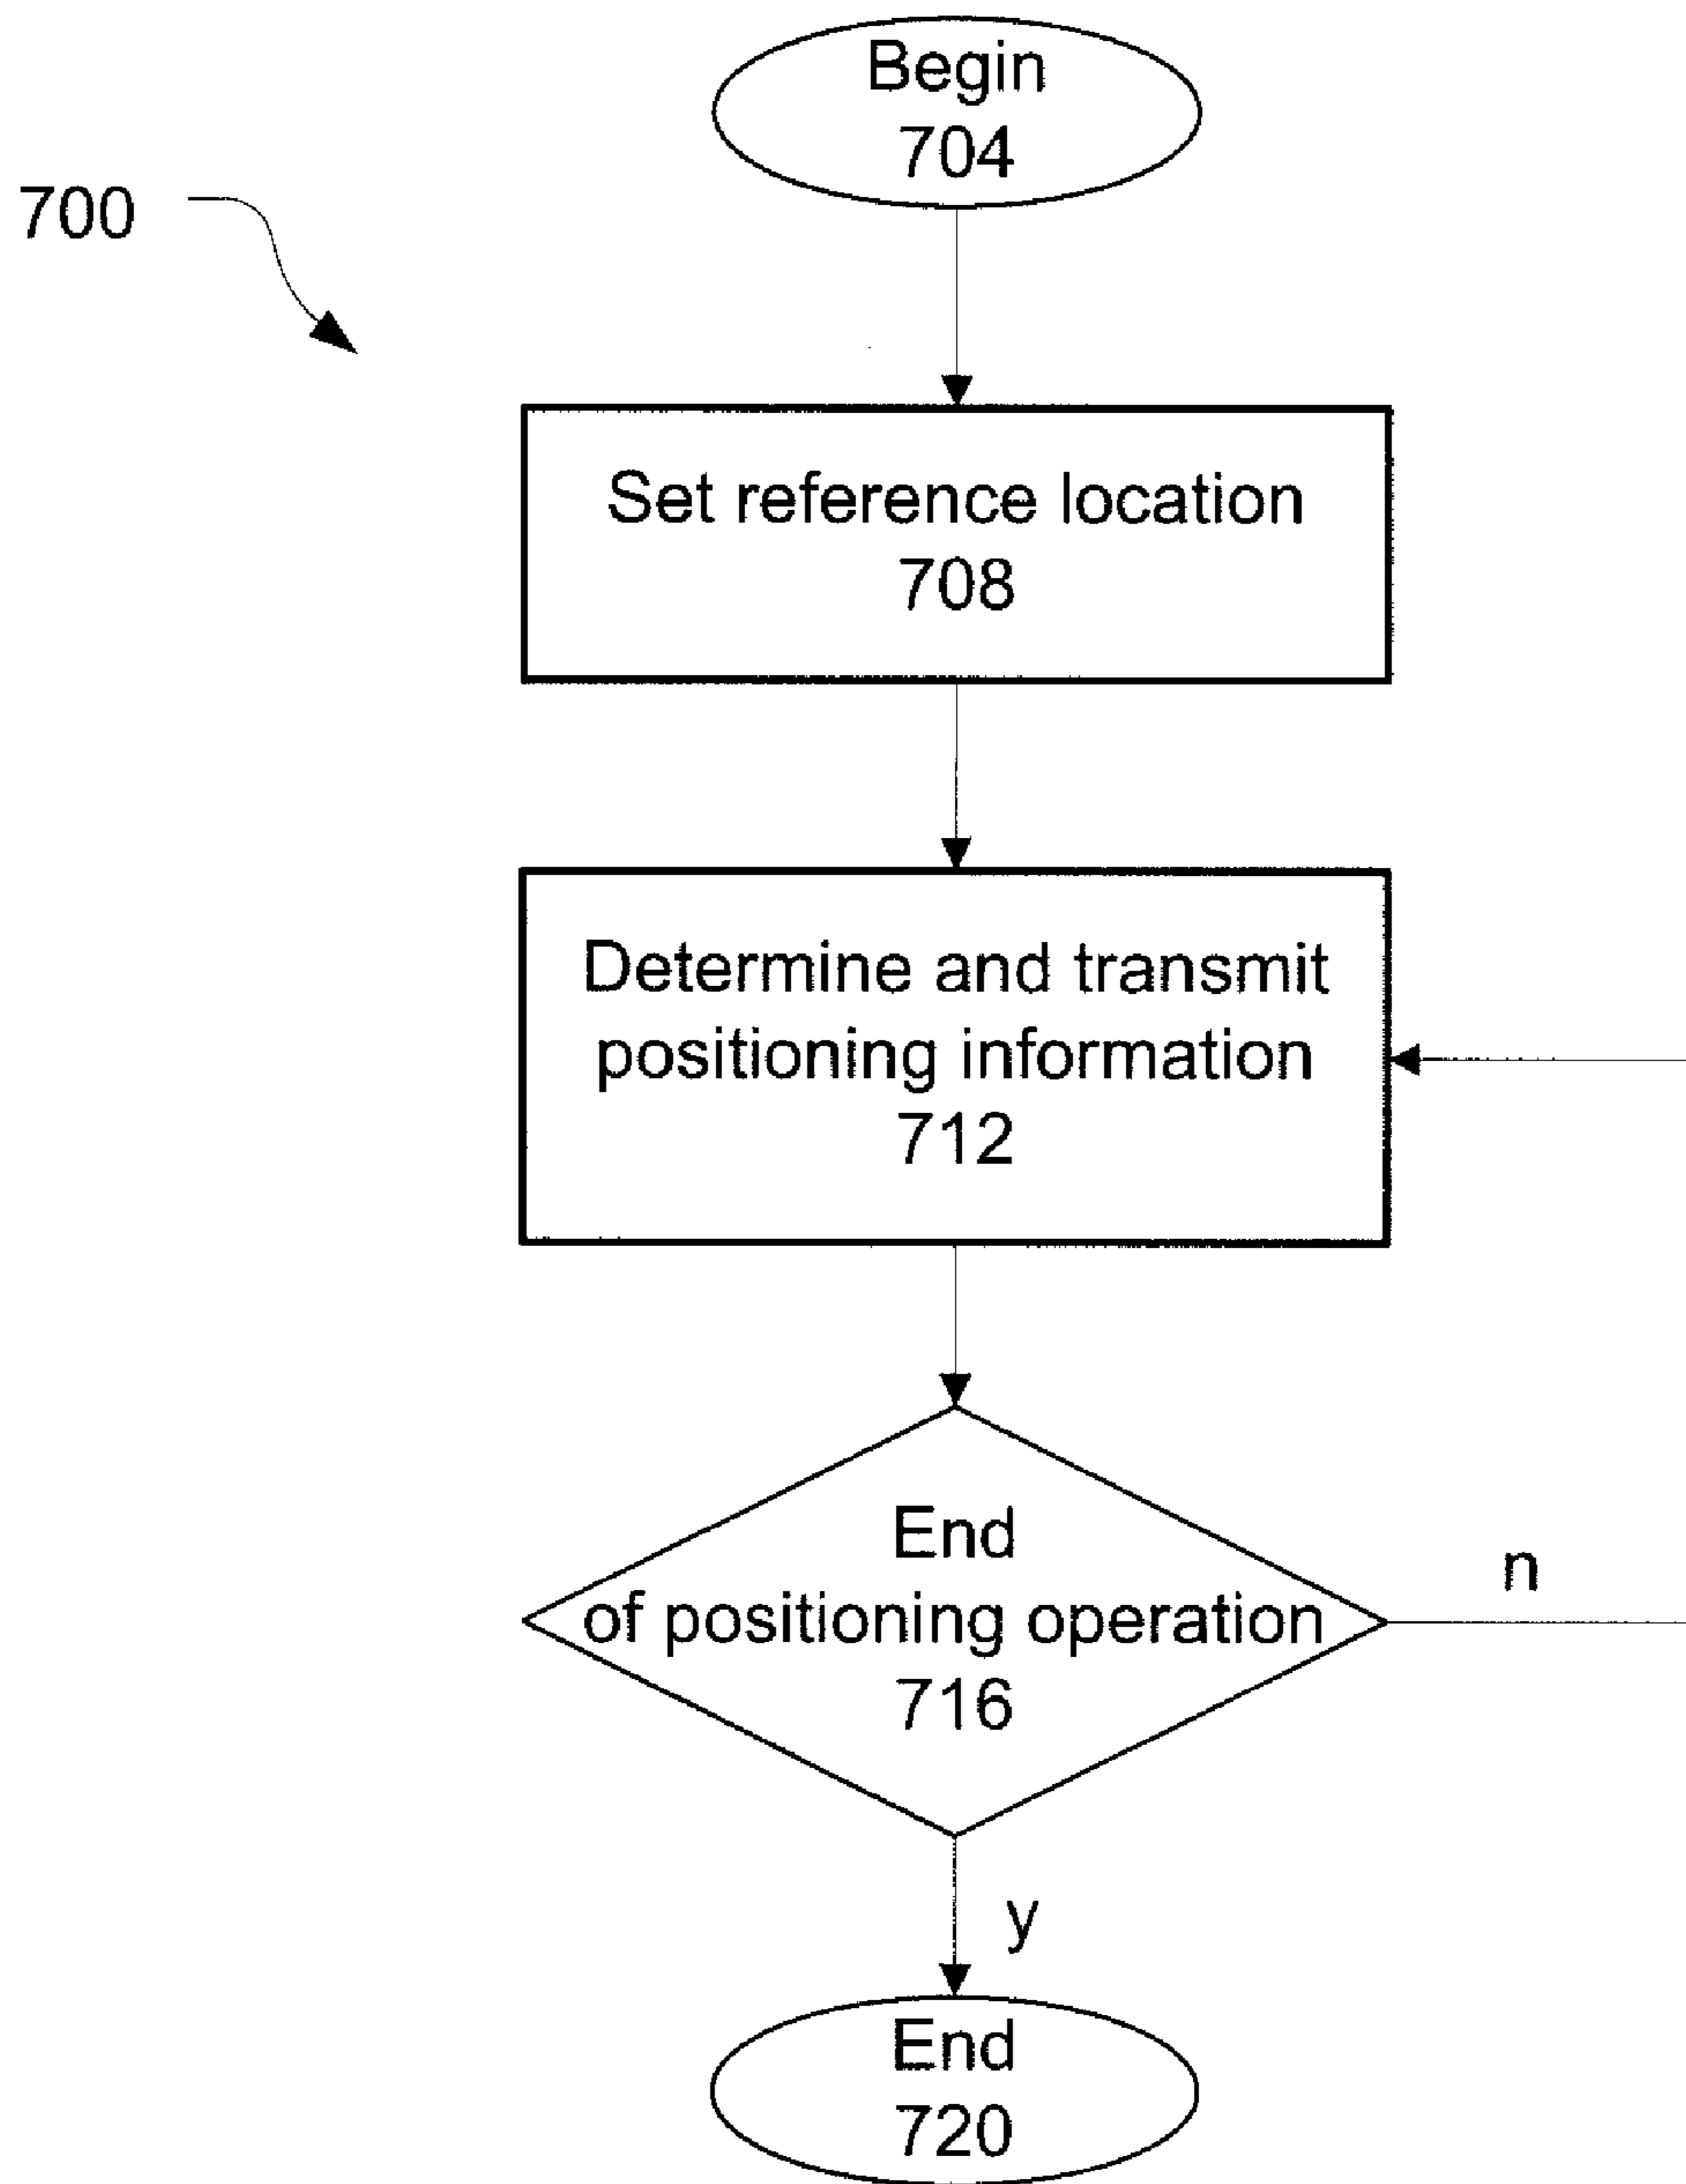 Begin
704
700
Set reference location
708
Determine and transmit
positioning information
712
End
of positioning operation
716
n
y
End
720